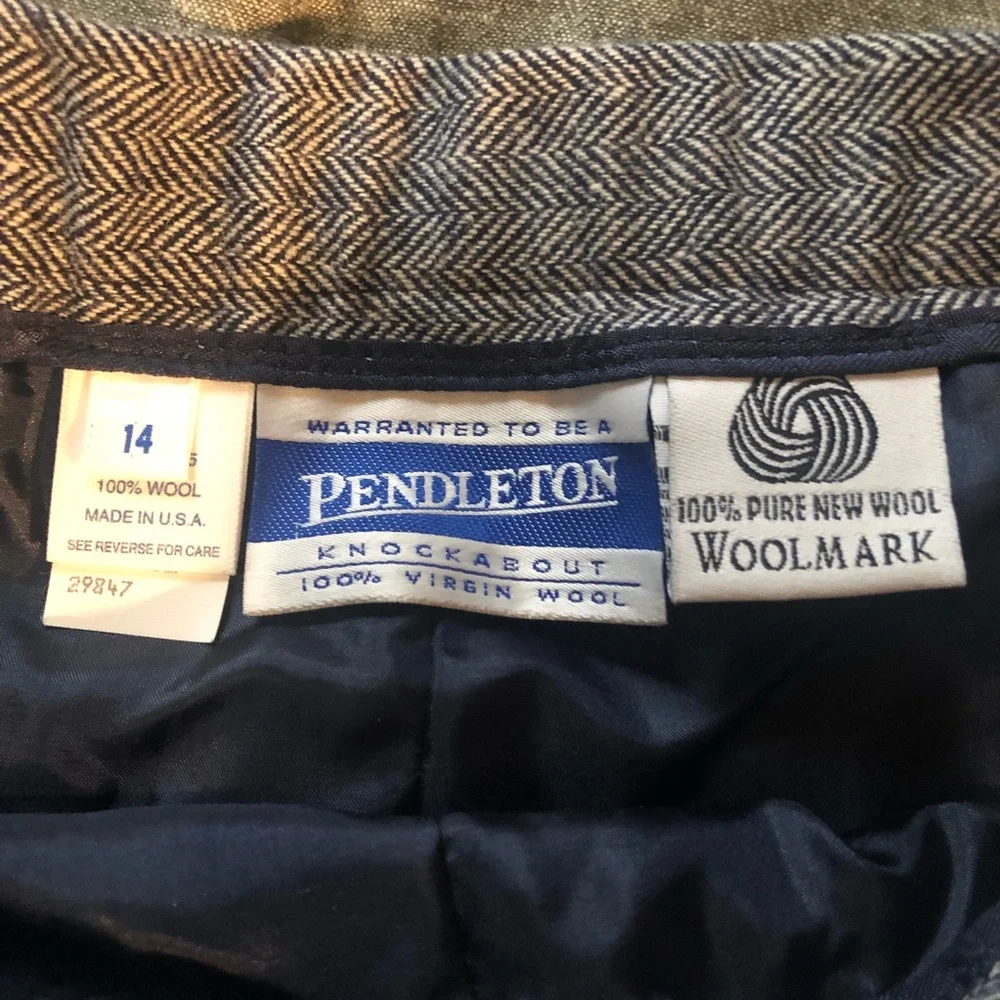 14
5
100% WOOL
MADE IN U.S.A.
SEE REVERSE FOR CARE
29847
WARRANTED TO BE A
PENDLETON
KNOCKABOUT
100% VIRGIN WOOL
100% PURE NEW WOOL
WOOLMARK